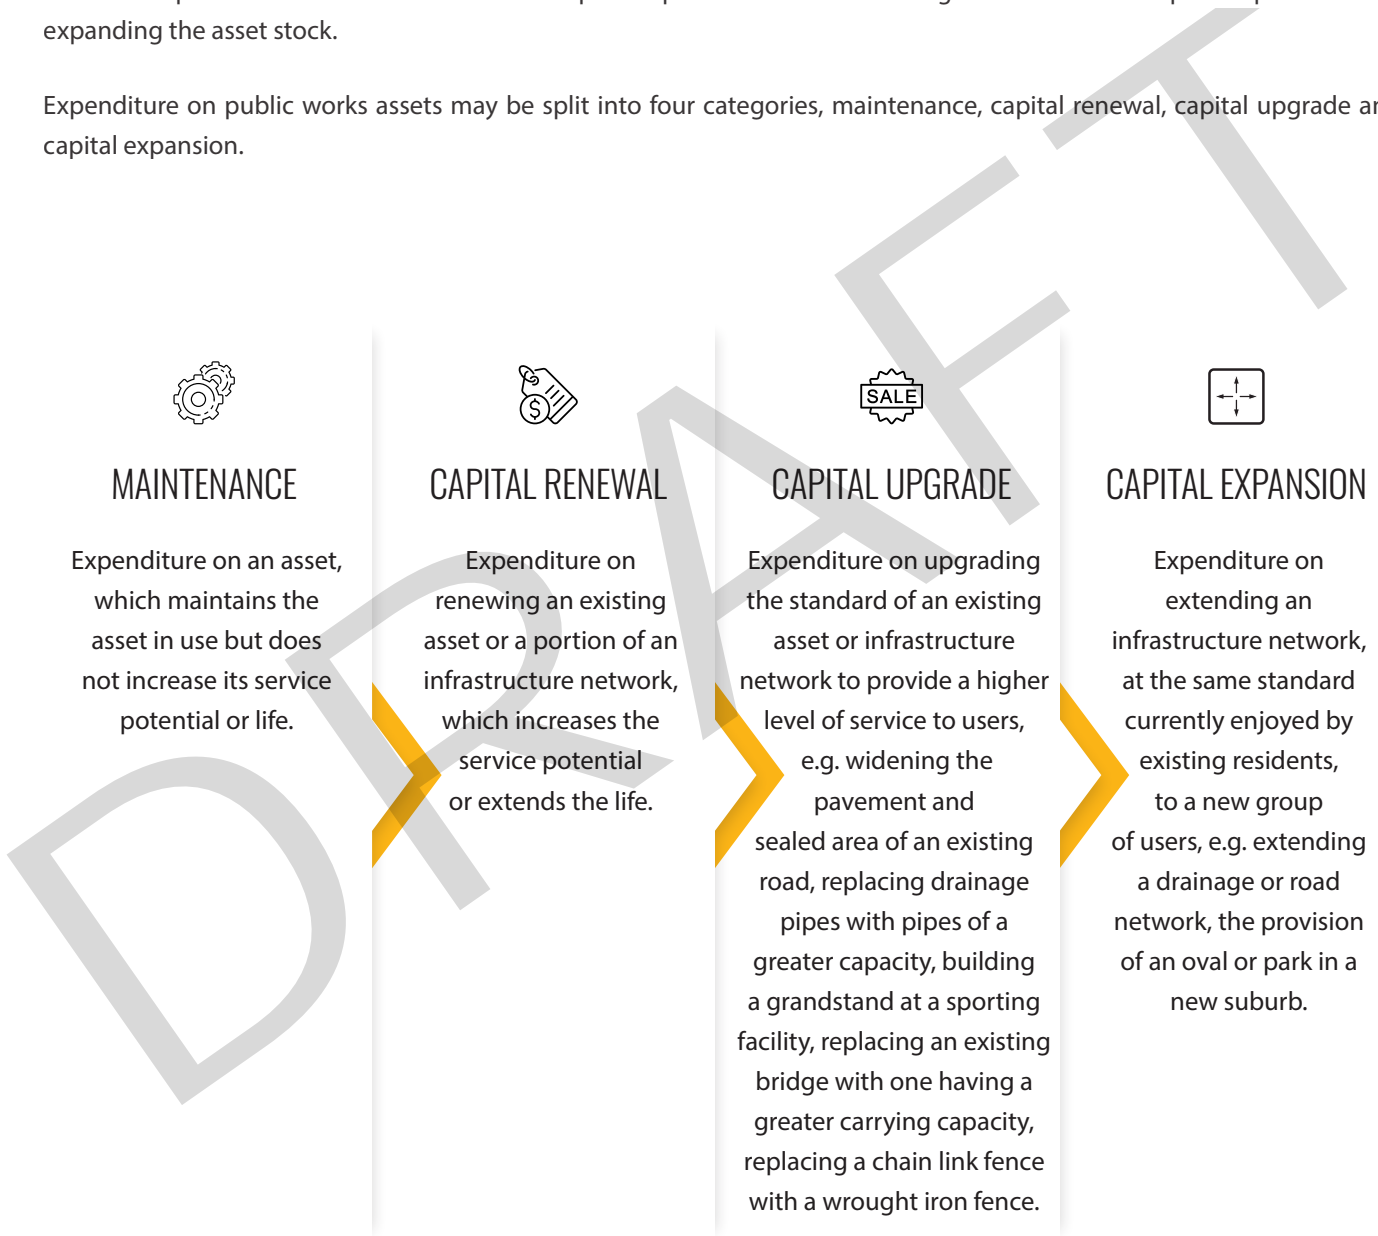 expanding the asset stock.
Expenditure on public works assets may be split into four categories, maintenance, capital renewal, capital upgrade
capital expansion.
SALE
MAINTENANCE
Expenditure on an asset,
which maintains the
asset in use but does
not increase its service
potential or life.
CAPITAL RENEWAL
Expenditure on
renewing an existing
asset or a portion of an
infrastructure network,
which increases the
service potential
or extends the life.
CAPITAL UPGRADE
Expenditure on upgrading
the standard of an existing
asset or infrastructure
network to provide a higher
level of service to users,
e.g. widening the
pavement and
sealed area of an existing
road, replacing drainage
pipes with pipes of a
greater capacity, building
a grandstand at a sporting
facility, replacing an existing
bridge with one having a
greater carrying capacity,
replacing a chain link fence
with a wrought iron fence.
CAPITAL EXPANSION
Expenditure on
extending an
infrastructure network,
at the same standard
currently enjoyed by
existing residents,
to a new group
of users, e.g. extending
a drainage or road
network, the provision
of an oval or park in a
new suburb.
DRAFT